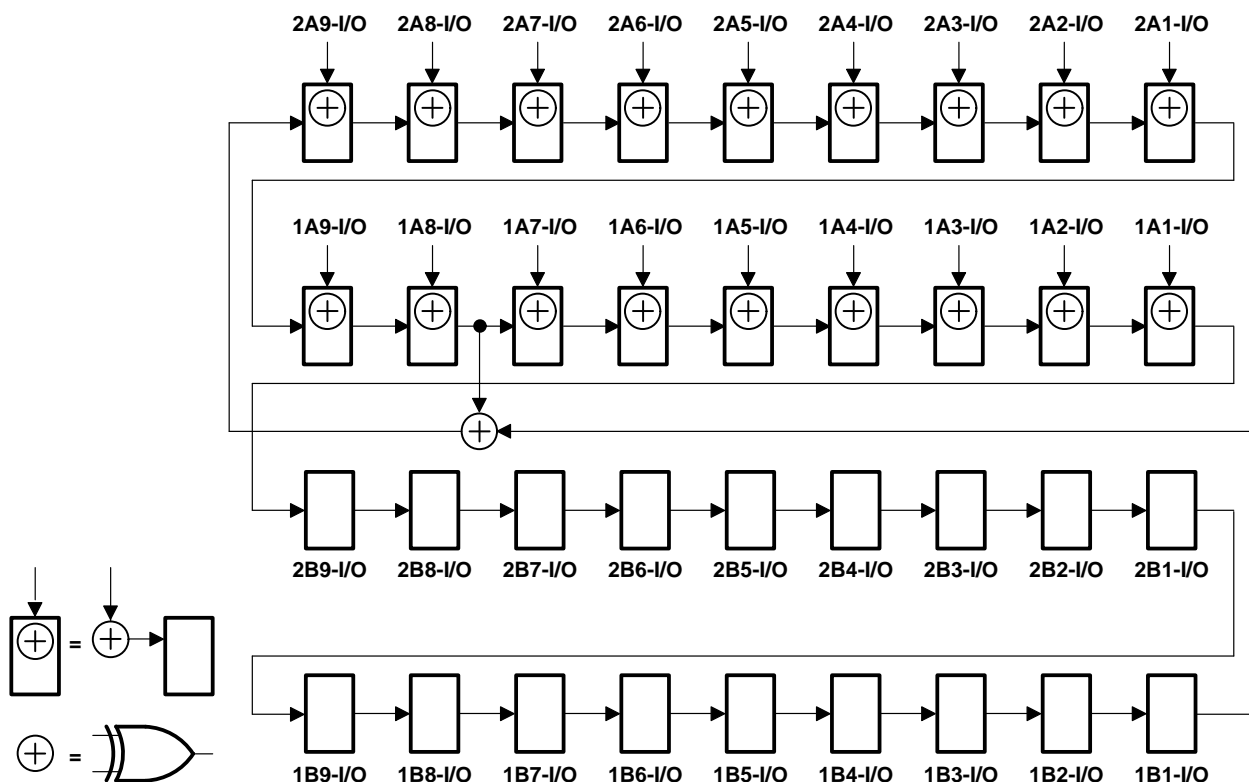 2A9-I/O 2A8-I/O 2A7-I/O 2A6-I/O 2A5-I/O 2A4-I/O 2A3-I/O 2A2-I/O 2A1-I/O
1A9-I/O 1A8-I/O 1A7-I/O 1A6-I/O 1A5-I/O 1A4-I/O 1A3-I/O 1A2-I/O 1A1-I/O
2B9-I/O 2B8-I/O 2B7-I/O 2B6-I/O 2B5-I/O 2B4-I/O 2B3-I/O 2B2-I/O 2B1-I/O
=
=
1B9-I/O 1B8-I/O 1B7-I/O 1B6-I/O 1B5-I/O 1B4-I/O 1B3-I/O 1B2-I/O 1B1-I/O